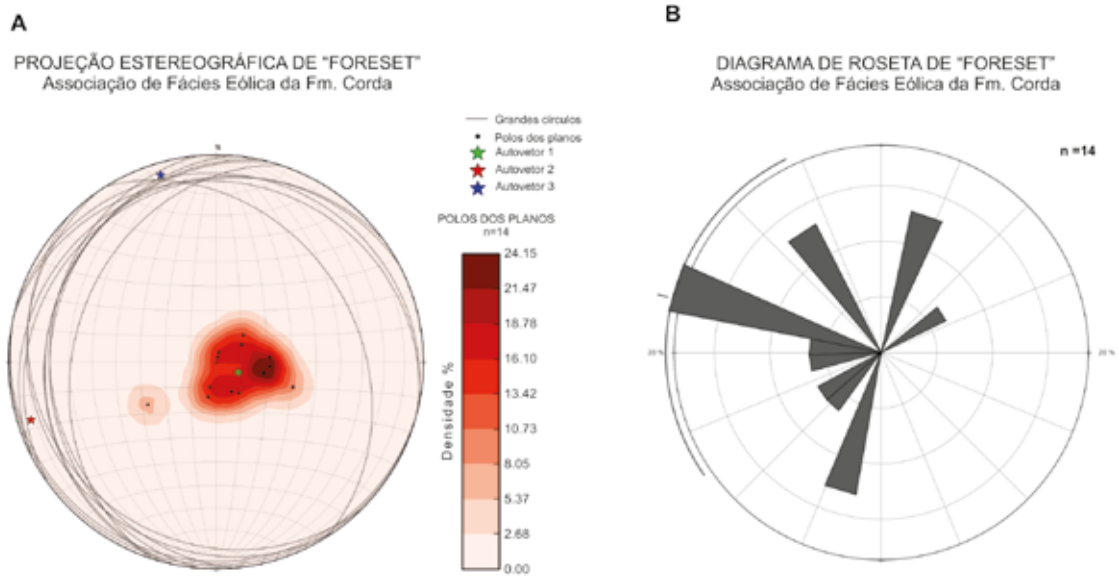 A
PROJEÇÃO ESTEREOGRÁFICA DE "FORESET"
Associação de Fácies Eólica da Fm. Corda
N
Grandes círculos
Polos dos planos
Autovetor 1
Autovetor 2
Autovetor 3
POLOS DOS PLANOS
n=14
24.15
21.47
18.78
16.10
13.42
10.73
8.05
5.37
2.68
0.00
Densidade %
B
DIAGRAMA DE ROSETA DE "FORESET"
Associação de Fácies Eólica da Fm. Corda
n =14
20 %
20 %